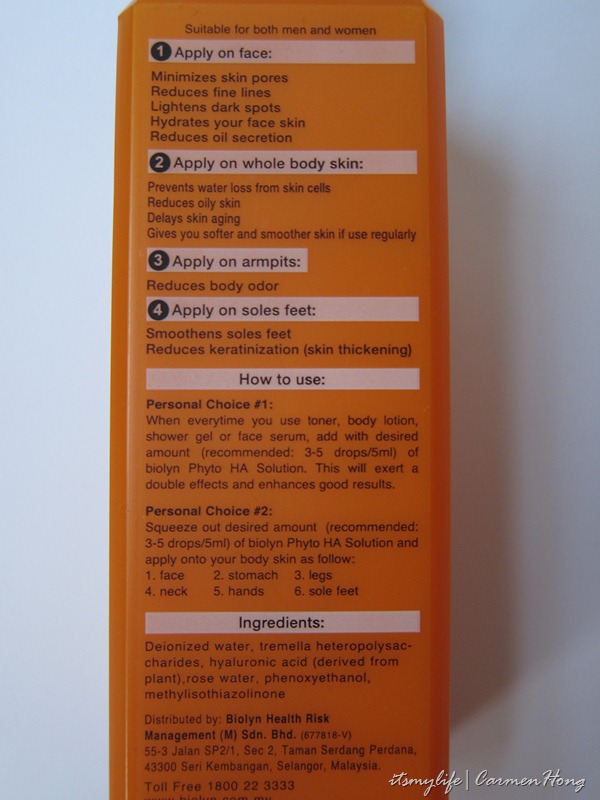 Suitable for both men and women
1 Apply on face:
Minimizes skin pores
Reduces fine lines
Lightens dark spots
Hydrates your face skin
Reduces oil secretion
2 Apply on whole body skin:
Prevents water loss from skin cells
Reduces oily skin
Delays skin aging
Gives you softer and smoother skin if use regularly
3 Apply on armpits:
Reduces body odor
4 Apply on soles feet:
Smoothens soles feet
Reduces keratinization (skin thickening)
How to use:
Personal Choice #1:
When everytime you use toner, body lotion,
shower gel or face serum, add with desired
amount (recommended: 3-5 drops/5ml) of
biolyn Phyto HA Solution. This will exert a
double effects and enhances good results.
Personal Choice #2:
Squeeze out desired amount (recommended:
3-5 drops/5ml) of biolyn Phyto HA Solution and
apply onto your body skin as follow:
1. face 2. stomach 3. legs
4. neck 5. hands 6. sole feet
Ingredients:
Deionized water, tremella heteropolysac-
charides, hyaluronic acid (derived from
plant),rose water, phenoxyethanol,
methylisothiazolinone
Distributed by: Biolyn Health Risk
Management (M) Sdn. Bhd. (677818-V)
55-3 Jalan SP2/1, Sec 2, Taman Serdang Perdana,
43300 Seri Kembangan, Selangor, Malaysia.
Toll Free 1800 22 3333
www.biolyn.com.my
itsmylife | CarmenHong